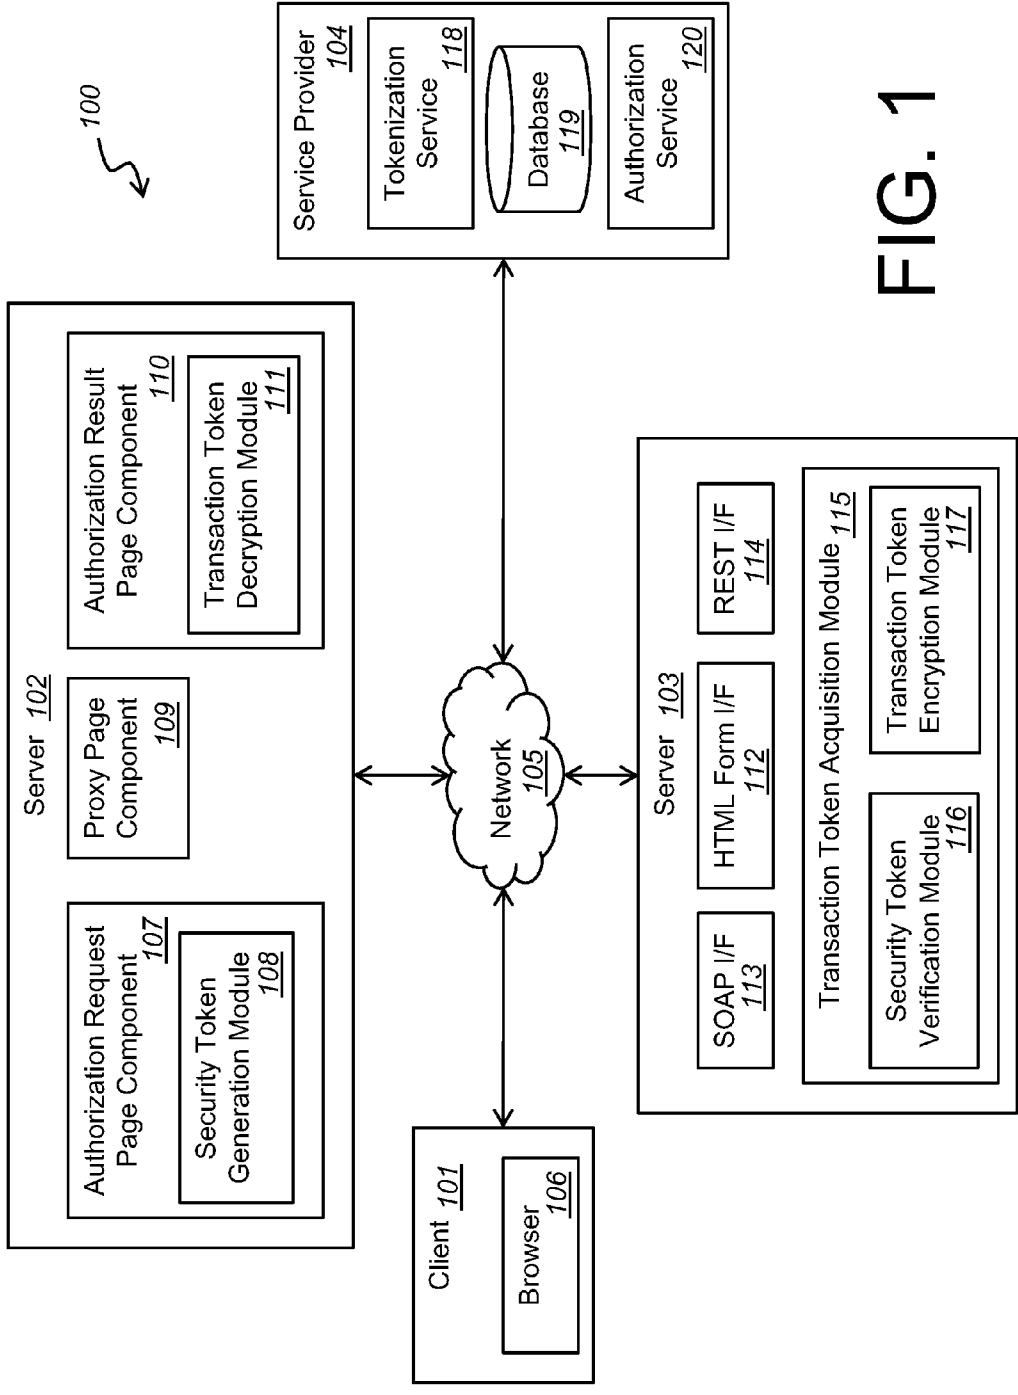 100
Server 102
Authorization Request
Page Component
107
Security Token
Generation Module
108
Proxy Page
Component
109
Authorization Result
Page Component
110
Transaction Token
Decryption Module
111
Client 101
Browser
106
Network
105
Service Provider
104
Tokenization
Service
118
Database
119
Authorization
Service
120
Server 103
SOAP I/F
113
HTML Form I/F
112
REST I/F
114
Transaction Token Acquisition Module 115
Security Token
Verification Module
116
Transaction Token
Encryption Module
117
FIG. 1